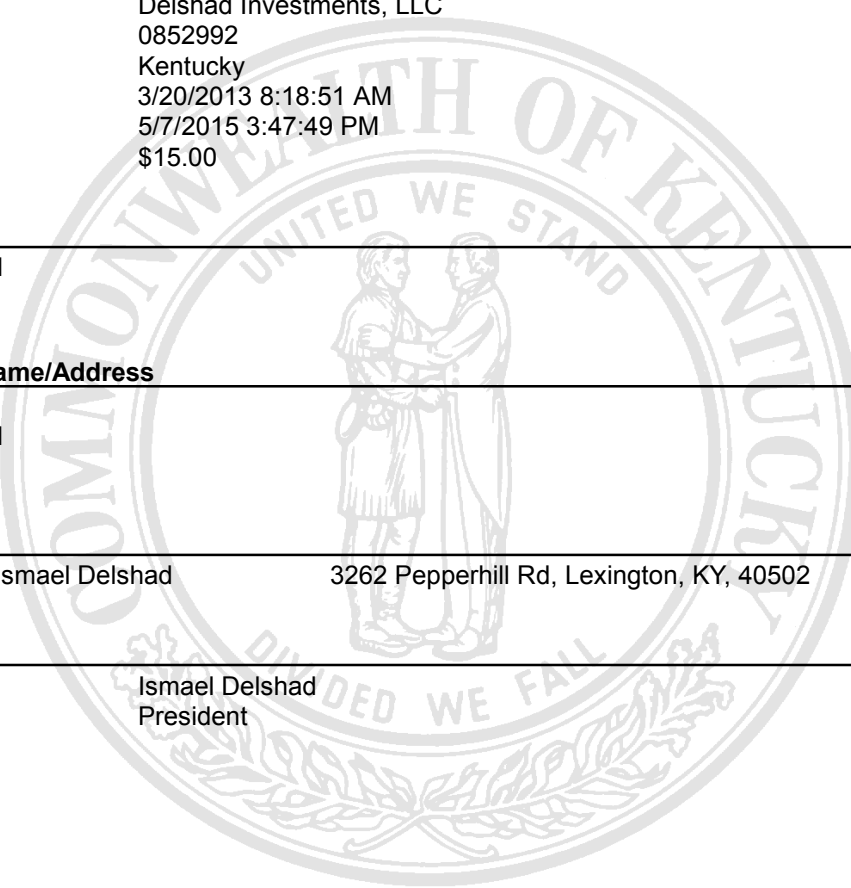 Delshad Investments, LLC
0852992
Kentucky
3/20/2013 8:18:51 AM
5/7/2015 3:47:49 PM
$15.00
COMMONWEALTH OF KENTUCKY
UNITED WE STAND
ame/Address
smael Delshad 3262 Pepperhill Rd, Lexington, KY, 40502
DIVIDED WE FALL
Ismael Delshad
President